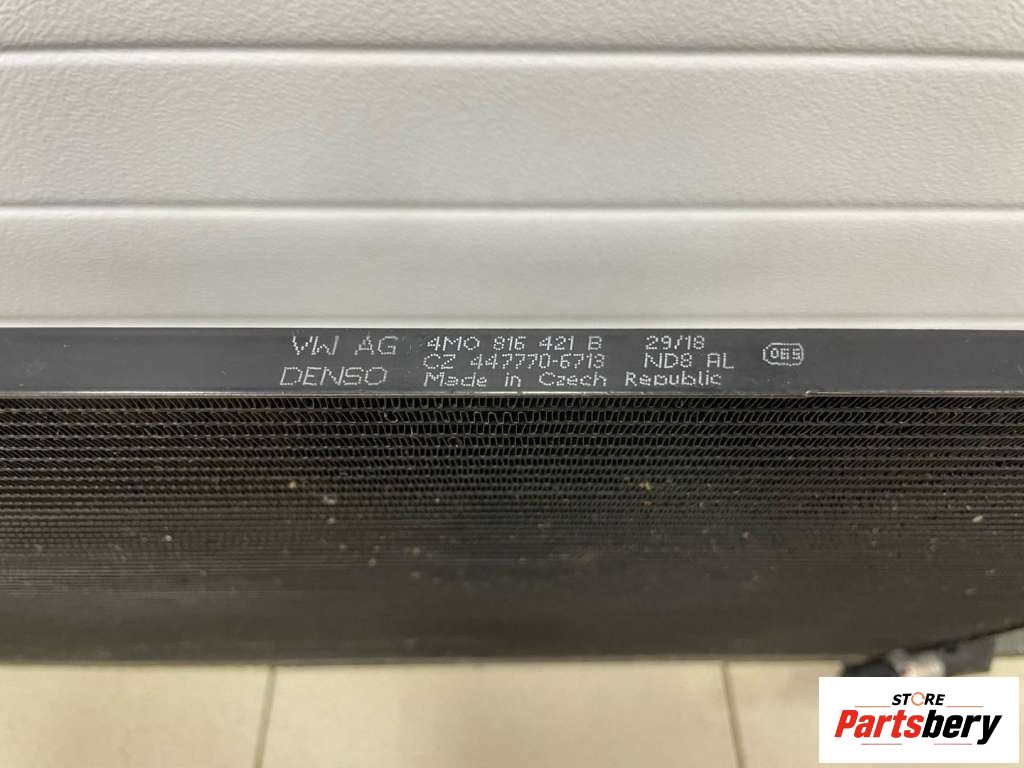 VW AG 4M0 816 421 B 29/18
CZ 447770-6713 ND8 AL
DENSO Made in Czech Republic
065
STORE
Partsbery